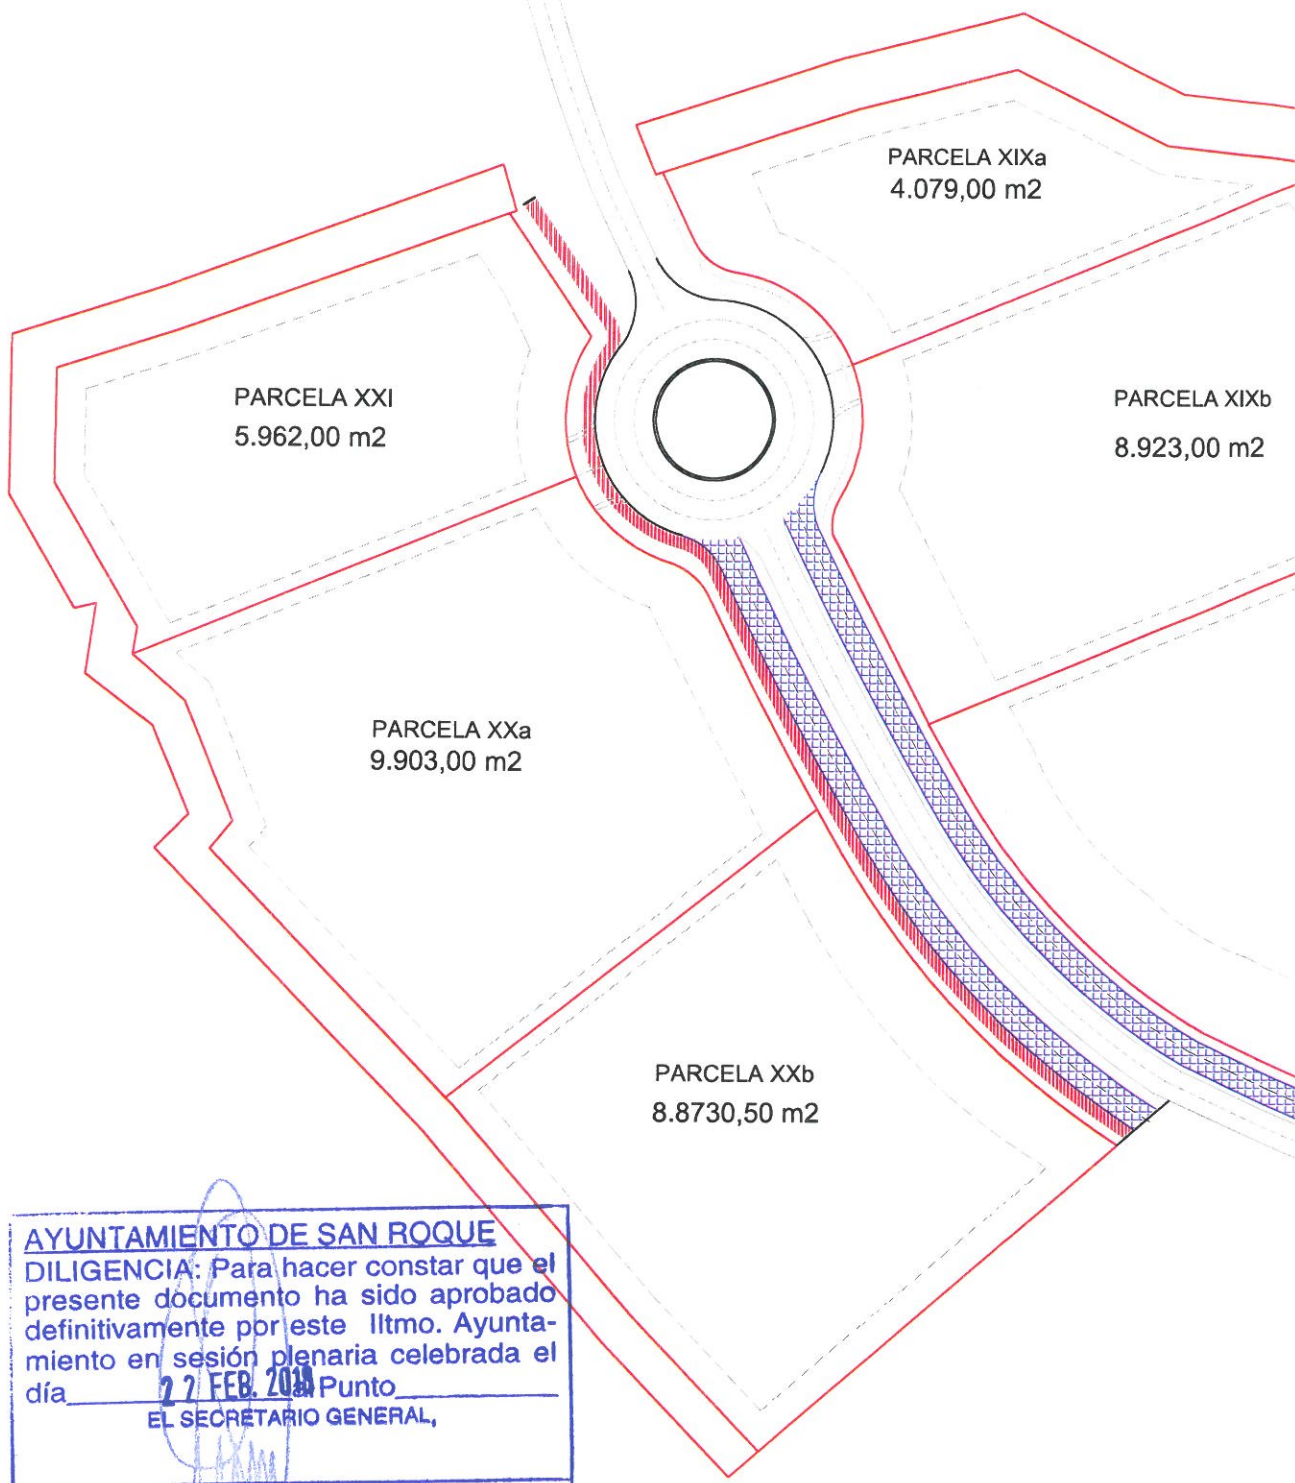 PARCELA XIXa
4.079,00 m2
PARCELA XXI
5.962,00 m2
PARCELA XIXb
8.923,00 m2
PARCELA XXa
9.903,00 m2
PARCELA XXb
8.8730,50 m2
AYUNTAMIENTO DE SAN ROQUE
DILIGENCIA: Para hacer constar que el
presente documento ha sido aprobado
definitivamente por este Iltmo. Ayunta-
miento en sesión plenaria celebrada el
día 22 FEB. Punto
EL SECRETARIO GENERAL,